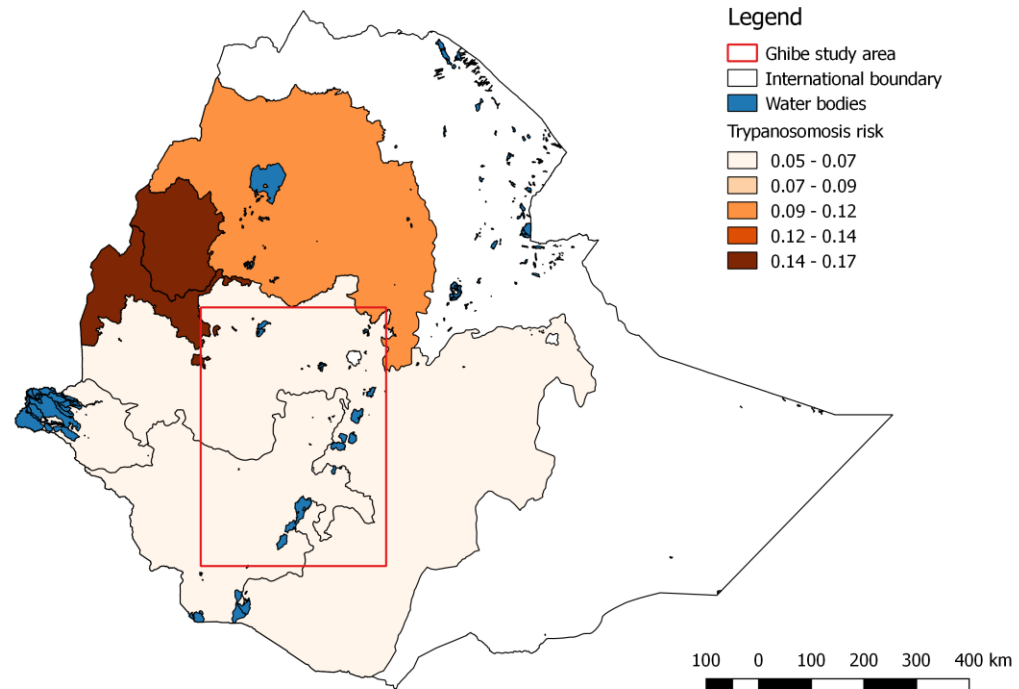 Legend
Ghibe study area
International boundary
Water bodies
Trypanosomosis risk
0.05 - 0.07
0.07 - 0.09
0.09 - 0.12
0.12 - 0.14
0.14 - 0.17
100 0 100 200 300 400 km